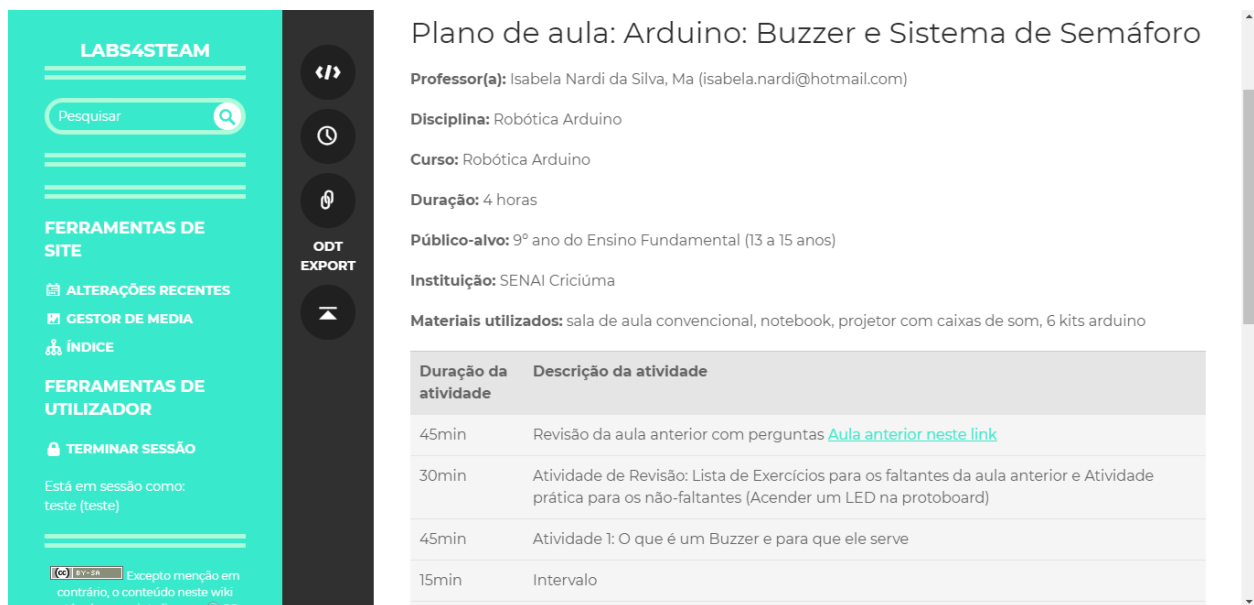 LABS4STEAM
Pesquisar
FERRAMENTAS DE
SITE
ALTERAÇÕES RECENTES
GESTOR DE MEDIA
ÍNDICE
FERRAMENTAS DE
UTILIZADOR
TERMINAR SESSÃO
Está em sessão como:
teste (teste)
(cc) BY-SA Excepto menção em
contrário, o conteúdo neste wiki
ODT
EXPORT
Plano de aula: Arduino: Buzzer e Sistema de Semáforo
Professor(a): Isabela Nardi da Silva, Ma (isabela.nardi@hotmail.com)
Disciplina: Robótica Arduino
Curso: Robótica Arduino
Duração: 4 horas
Público-alvo: 9º ano do Ensino Fundamental (13 a 15 anos)
Instituição: SENAI Criciúma
Materiais utilizados: sala de aula convencional, notebook, projetor com caixas de som, 6 kits arduino
Duração da
atividade
Descrição da atividade
45min Revisão da aula anterior com perguntas Aula anterior neste link
30min Atividade de Revisão: Lista de Exercícios para os faltantes da aula anterior e Atividade
prática para os não-faltantes (Acender um LED na protoboard)
45min Atividade 1: O que é um Buzzer e para que ele serve
15min Intervalo